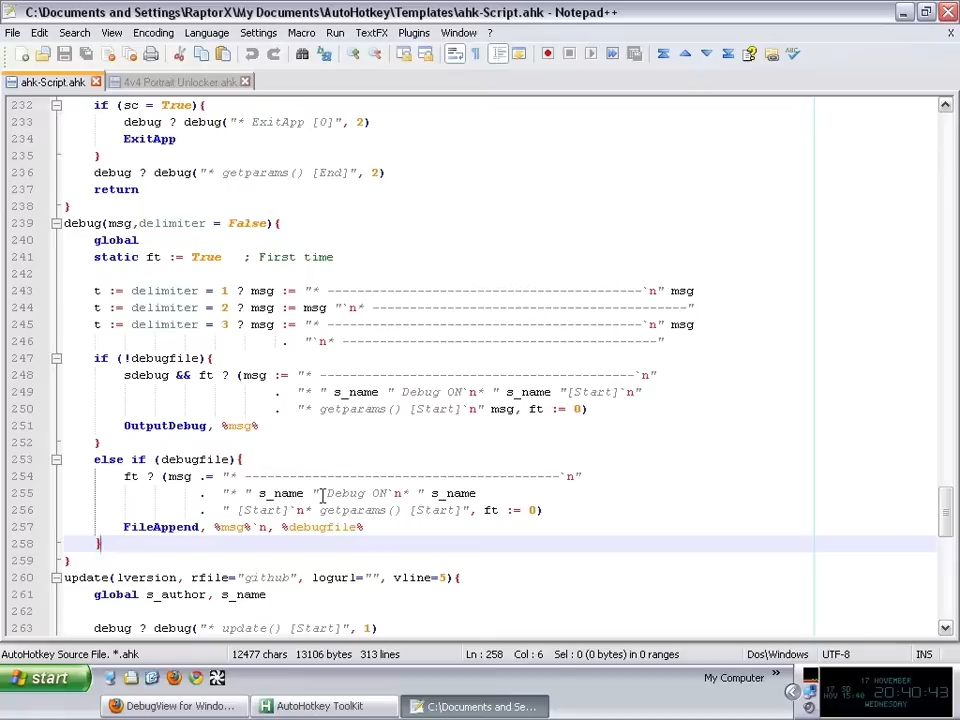 C:\Documents and Settings\RaptorX\My Documents\AutoHotkey\Templates\ahk-Script.ahk - Notepad++
File Edit Search View Encoding Language Settings Macro Run TextFX Plugins Window ? X
ahk-Script.ahk 4v4 Portrait Unlocker.ahk
232 if (sc = True){
233 debug ? debug("* ExitApp [0]", 2)
234 ExitApp
235 }
236 debug ? debug("* getparams() [End]", 2)
237 return
238 }
239 debug(msg,delimiter = False){
240 global
241 static ft := True ; First time
242
243 t := delimiter = 1 ? msg := "* ------------------------------------------`n" msg
244 t := delimiter = 2 ? msg := msg "`n* ------------------------------------------"
245 t := delimiter = 3 ? msg := "* ------------------------------------------`n" msg
246 . "`n* ------------------------------------------"
247 if (!debugfile){
248 sdebug && ft ? (msg := "* ------------------------------------------`n"
249 . "* " s_name " Debug ON`n* " s_name "[Start]`n"
250 . "* getparams() [Start]`n" msg, ft := 0)
251 OutputDebug, %msg%
252 }
253 else if (debugfile){
254 ft ? (msg .= "* ------------------------------------------`n"
255 . "* " s_name " Debug ON`n* " s_name
256 . " [Start]`n* getparams() [Start]", ft := 0)
257 FileAppend, %msg%`n, %debugfile%
258 }
259 }
260 update(lversion, rfile="github", logurl="", vline=5){
261 global s_author, s_name
262
263 debug ? debug("* update() [Start]", 1)
AutoHotkey Source File. *.ahk 12477 chars 13106 bytes 313 lines Ln : 258 Col : 6 Sel : 0 (0 bytes) in 0 ranges Dos\Windows UTF-8 INS
start My Computer »
DebugView for Windo... AutoHotkey ToolKit C:\Documents and Se...
17 NOVEMBER
20:40:43
WEDNESDAY